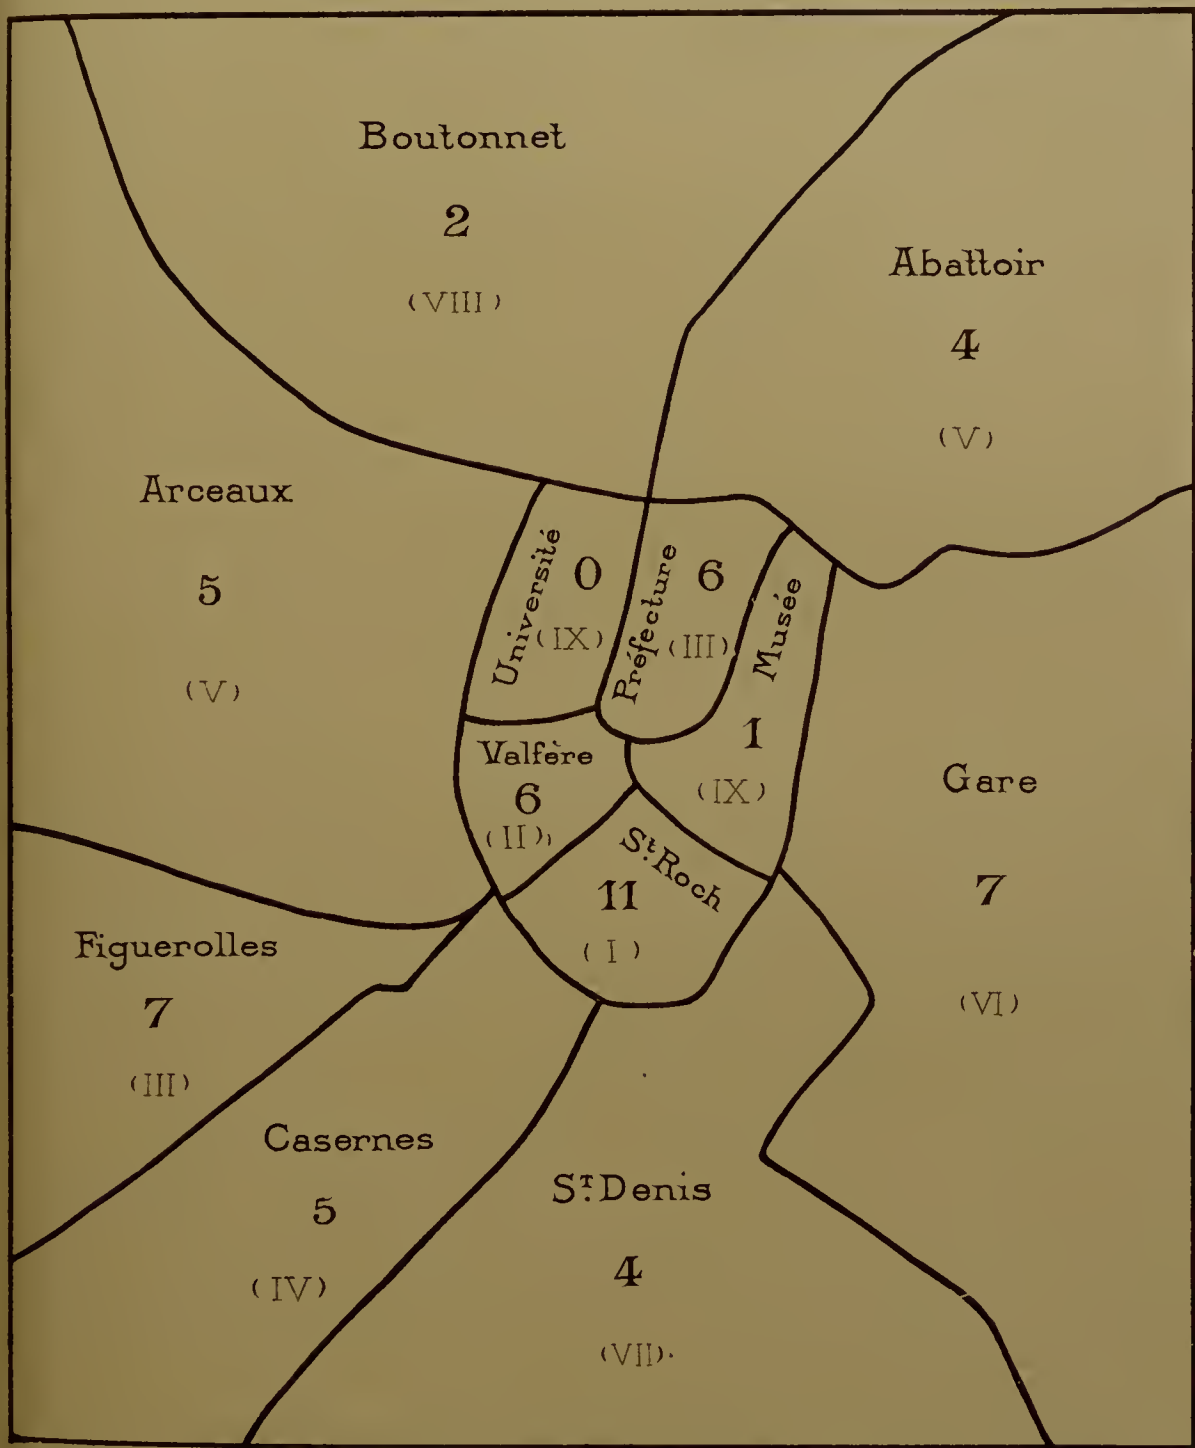 Boutonnet
2
(VIII)
Abattoir
4
(V)
Arceaux
5
(V)
Université
0
(IX)
Préfecture
6
(III)
Musée
1
(IX)
Valfère
6
(II)
St. Roch
11
(I)
Gare
7
(VI)
Figuerolles
7
(III)
Casernes
5
(IV)
ST. Denis
4
(VII).